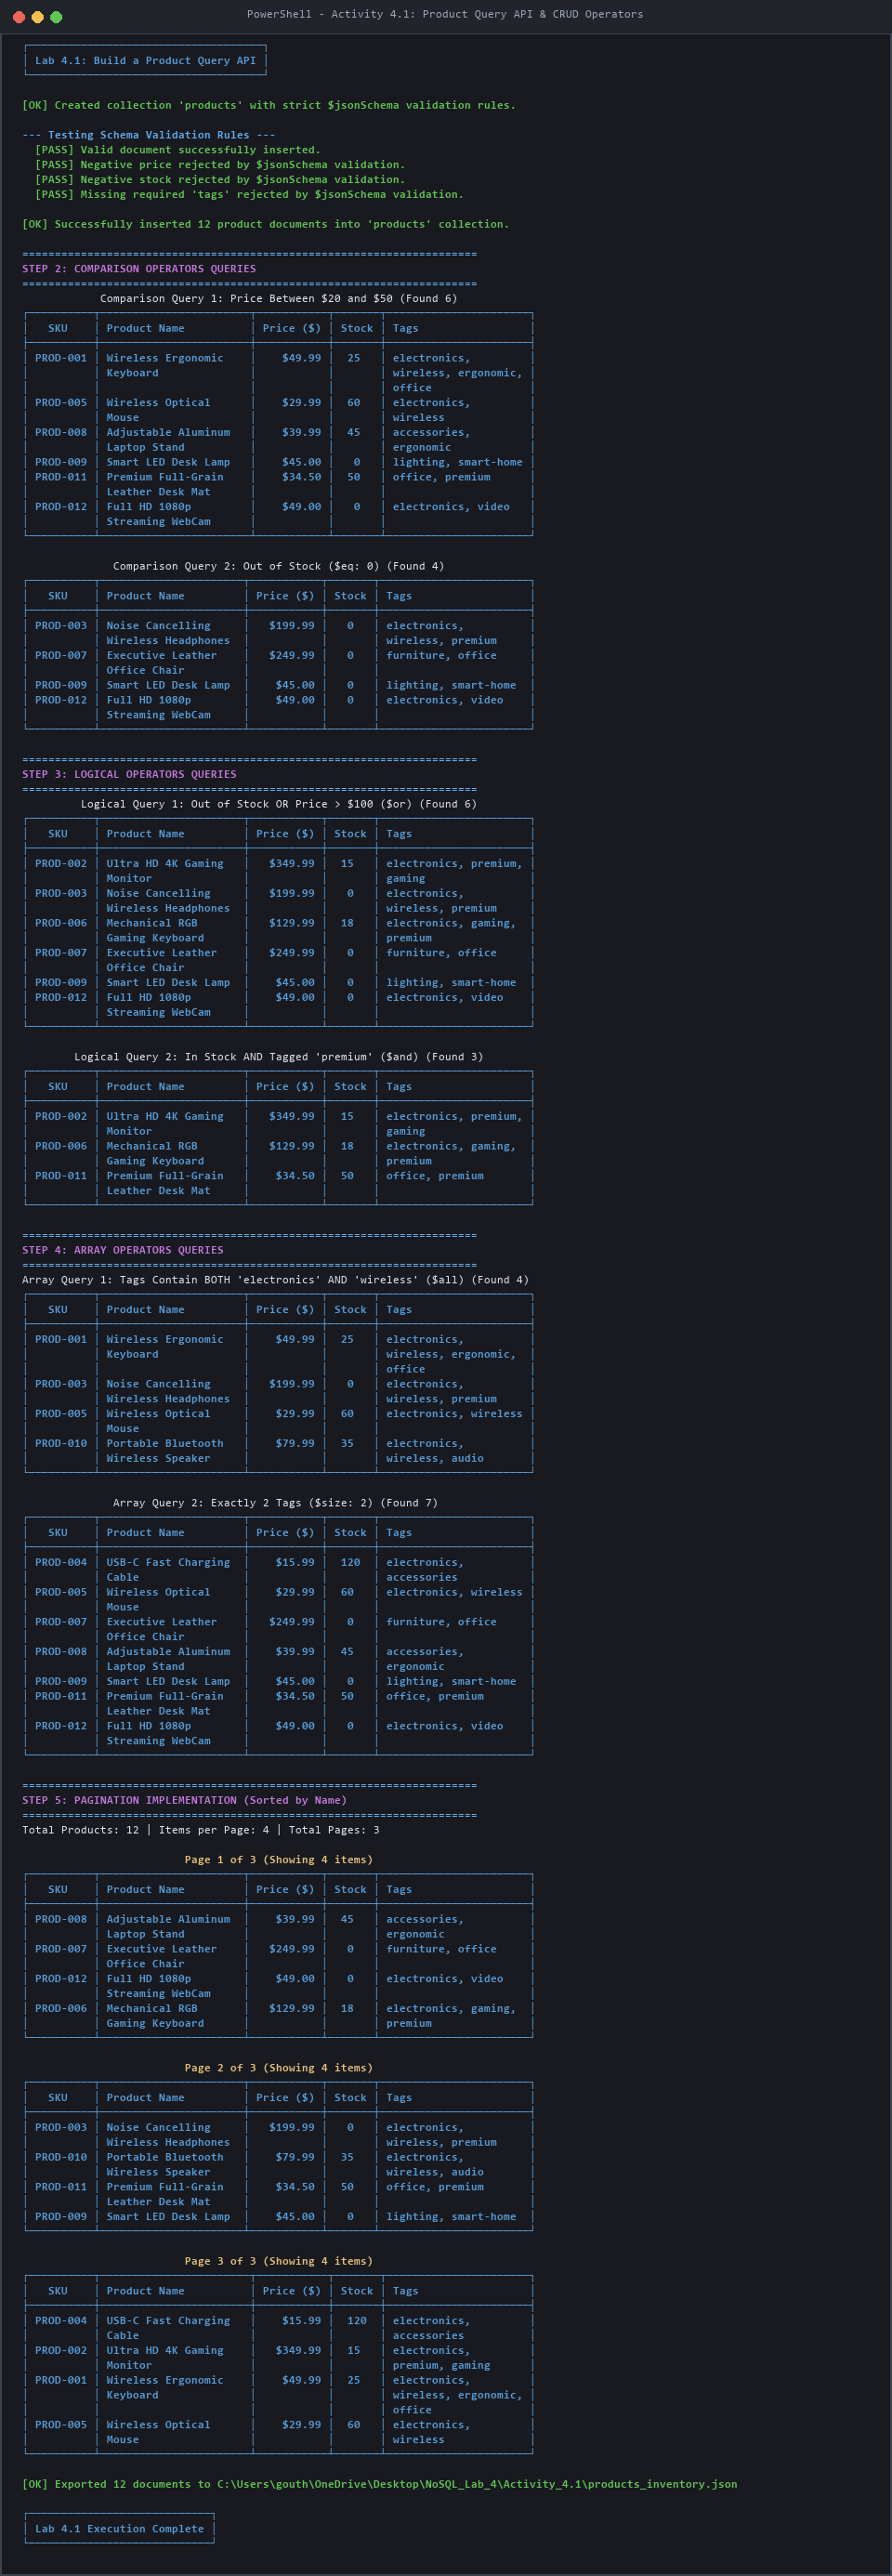 PowerShell - Activity 4.1: Product Query API & CRUD Operators
Lab 4.1: Build a Product Query API
[OK] Created collection 'products' with strict $jsonSchema validation rules.
--- Testing Schema Validation Rules ---
[PASS] Valid document successfully inserted.
[PASS] Negative price rejected by $jsonSchema validation.
[PASS] Negative stock rejected by $jsonSchema validation.
[PASS] Missing required 'tags' rejected by $jsonSchema validation.
[OK] Successfully inserted 12 product documents into 'products' collection.
======================================================================
STEP 2: COMPARISON OPERATORS QUERIES
======================================================================
Comparison Query 1: Price Between $20 and $50 (Found 6)
SKU Product Name Price ($) Stock Tags
PROD-001 Wireless Ergonomic $49.99 25 electronics,
Keyboard wireless, ergonomic,
office
PROD-005 Wireless Optical $29.99 60 electronics,
Mouse wireless
PROD-008 Adjustable Aluminum $39.99 45 accessories,
Laptop Stand ergonomic
PROD-009 Smart LED Desk Lamp $45.00 0 lighting, smart-home
PROD-011 Premium Full-Grain $34.50 50 office, premium
Leather Desk Mat
PROD-012 Full HD 1080p $49.00 0 electronics, video
Streaming WebCam
Comparison Query 2: Out of Stock ($eq: 0) (Found 4)
SKU Product Name Price ($) Stock Tags
PROD-003 Noise Cancelling $199.99 0 electronics,
Wireless Headphones wireless, premium
PROD-007 Executive Leather $249.99 0 furniture, office
Office Chair
PROD-009 Smart LED Desk Lamp $45.00 0 lighting, smart-home
PROD-012 Full HD 1080p $49.00 0 electronics, video
Streaming WebCam
======================================================================
STEP 3: LOGICAL OPERATORS QUERIES
======================================================================
Logical Query 1: Out of Stock OR Price > $100 ($or) (Found 6)
SKU Product Name Price ($) Stock Tags
PROD-002 Ultra HD 4K Gaming $349.99 15 electronics, premium,
Monitor gaming
PROD-003 Noise Cancelling $199.99 0 electronics,
Wireless Headphones wireless, premium
PROD-006 Mechanical RGB $129.99 18 electronics, gaming,
Gaming Keyboard premium
PROD-007 Executive Leather $249.99 0 furniture, office
Office Chair
PROD-009 Smart LED Desk Lamp $45.00 0 lighting, smart-home
PROD-012 Full HD 1080p $49.00 0 electronics, video
Streaming WebCam
Logical Query 2: In Stock AND Tagged 'premium' ($and) (Found 3)
SKU Product Name Price ($) Stock Tags
PROD-002 Ultra HD 4K Gaming $349.99 15 electronics, premium,
Monitor gaming
PROD-006 Mechanical RGB $129.99 18 electronics, gaming,
Gaming Keyboard premium
PROD-011 Premium Full-Grain $34.50 50 office, premium
Leather Desk Mat
======================================================================
STEP 4: ARRAY OPERATORS QUERIES
======================================================================
Array Query 1: Tags Contain BOTH 'electronics' AND 'wireless' ($all) (Found 4)
SKU Product Name Price ($) Stock Tags
PROD-001 Wireless Ergonomic $49.99 25 electronics,
Keyboard wireless, ergonomic,
office
PROD-003 Noise Cancelling $199.99 0 electronics,
Wireless Headphones wireless, premium
PROD-005 Wireless Optical $29.99 60 electronics, wireless
Mouse
PROD-010 Portable Bluetooth $79.99 35 electronics,
Wireless Speaker wireless, audio
Array Query 2: Exactly 2 Tags ($size: 2) (Found 7)
SKU Product Name Price ($) Stock Tags
PROD-004 USB-C Fast Charging $15.99 120 electronics,
Cable accessories
PROD-005 Wireless Optical $29.99 60 electronics, wireless
Mouse
PROD-007 Executive Leather $249.99 0 furniture, office
Office Chair
PROD-008 Adjustable Aluminum $39.99 45 accessories,
Laptop Stand ergonomic
PROD-009 Smart LED Desk Lamp $45.00 0 lighting, smart-home
PROD-011 Premium Full-Grain $34.50 50 office, premium
Leather Desk Mat
PROD-012 Full HD 1080p $49.00 0 electronics, video
Streaming WebCam
======================================================================
STEP 5: PAGINATION IMPLEMENTATION (Sorted by Name)
======================================================================
Total Products: 12 | Items per Page: 4 | Total Pages: 3
Page 1 of 3 (Showing 4 items)
SKU Product Name Price ($) Stock Tags
PROD-008 Adjustable Aluminum $39.99 45 accessories,
Laptop Stand ergonomic
PROD-007 Executive Leather $249.99 0 furniture, office
Office Chair
PROD-012 Full HD 1080p $49.00 0 electronics, video
Streaming WebCam
PROD-006 Mechanical RGB $129.99 18 electronics, gaming,
Gaming Keyboard premium
Page 2 of 3 (Showing 4 items)
SKU Product Name Price ($) Stock Tags
PROD-003 Noise Cancelling $199.99 0 electronics,
Wireless Headphones wireless, premium
PROD-010 Portable Bluetooth $79.99 35 electronics,
Wireless Speaker wireless, audio
PROD-011 Premium Full-Grain $34.50 50 office, premium
Leather Desk Mat
PROD-009 Smart LED Desk Lamp $45.00 0 lighting, smart-home
Page 3 of 3 (Showing 4 items)
SKU Product Name Price ($) Stock Tags
PROD-004 USB-C Fast Charging $15.99 120 electronics,
Cable accessories
PROD-002 Ultra HD 4K Gaming $349.99 15 electronics,
Monitor premium, gaming
PROD-001 Wireless Ergonomic $49.99 25 electronics,
Keyboard wireless, ergonomic,
office
PROD-005 Wireless Optical $29.99 60 electronics,
Mouse wireless
[OK] Exported 12 documents to C:\Users\gouth\OneDrive\Desktop\NoSQL_Lab_4\Activity_4.1\products_inventory.json
Lab 4.1 Execution Complete